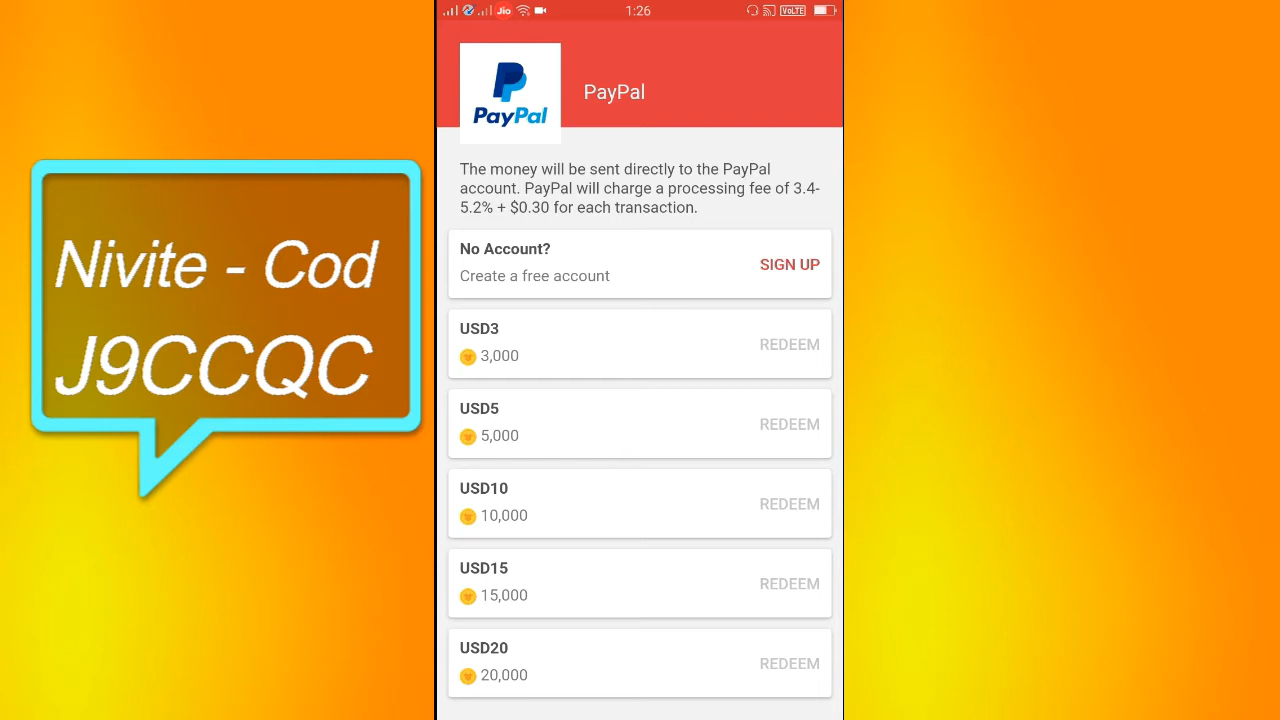 Nivite - Cod
J9CCQC
Jio
1:26
VoLTE
PayPal
PayPal
The money will be sent directly to the PayPal
account. PayPal will charge a processing fee of 3.4-
5.2% + $0.30 for each transaction.
No Account?
Create a free account
SIGN UP
USD3
3,000
REDEEM
USD5
5,000
REDEEM
USD10
10,000
REDEEM
USD15
15,000
REDEEM
USD20
20,000
REDEEM